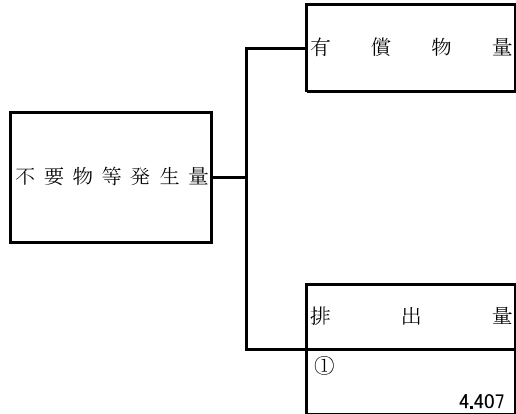 有償物量
不要物等発生量
排出量
①
4.407